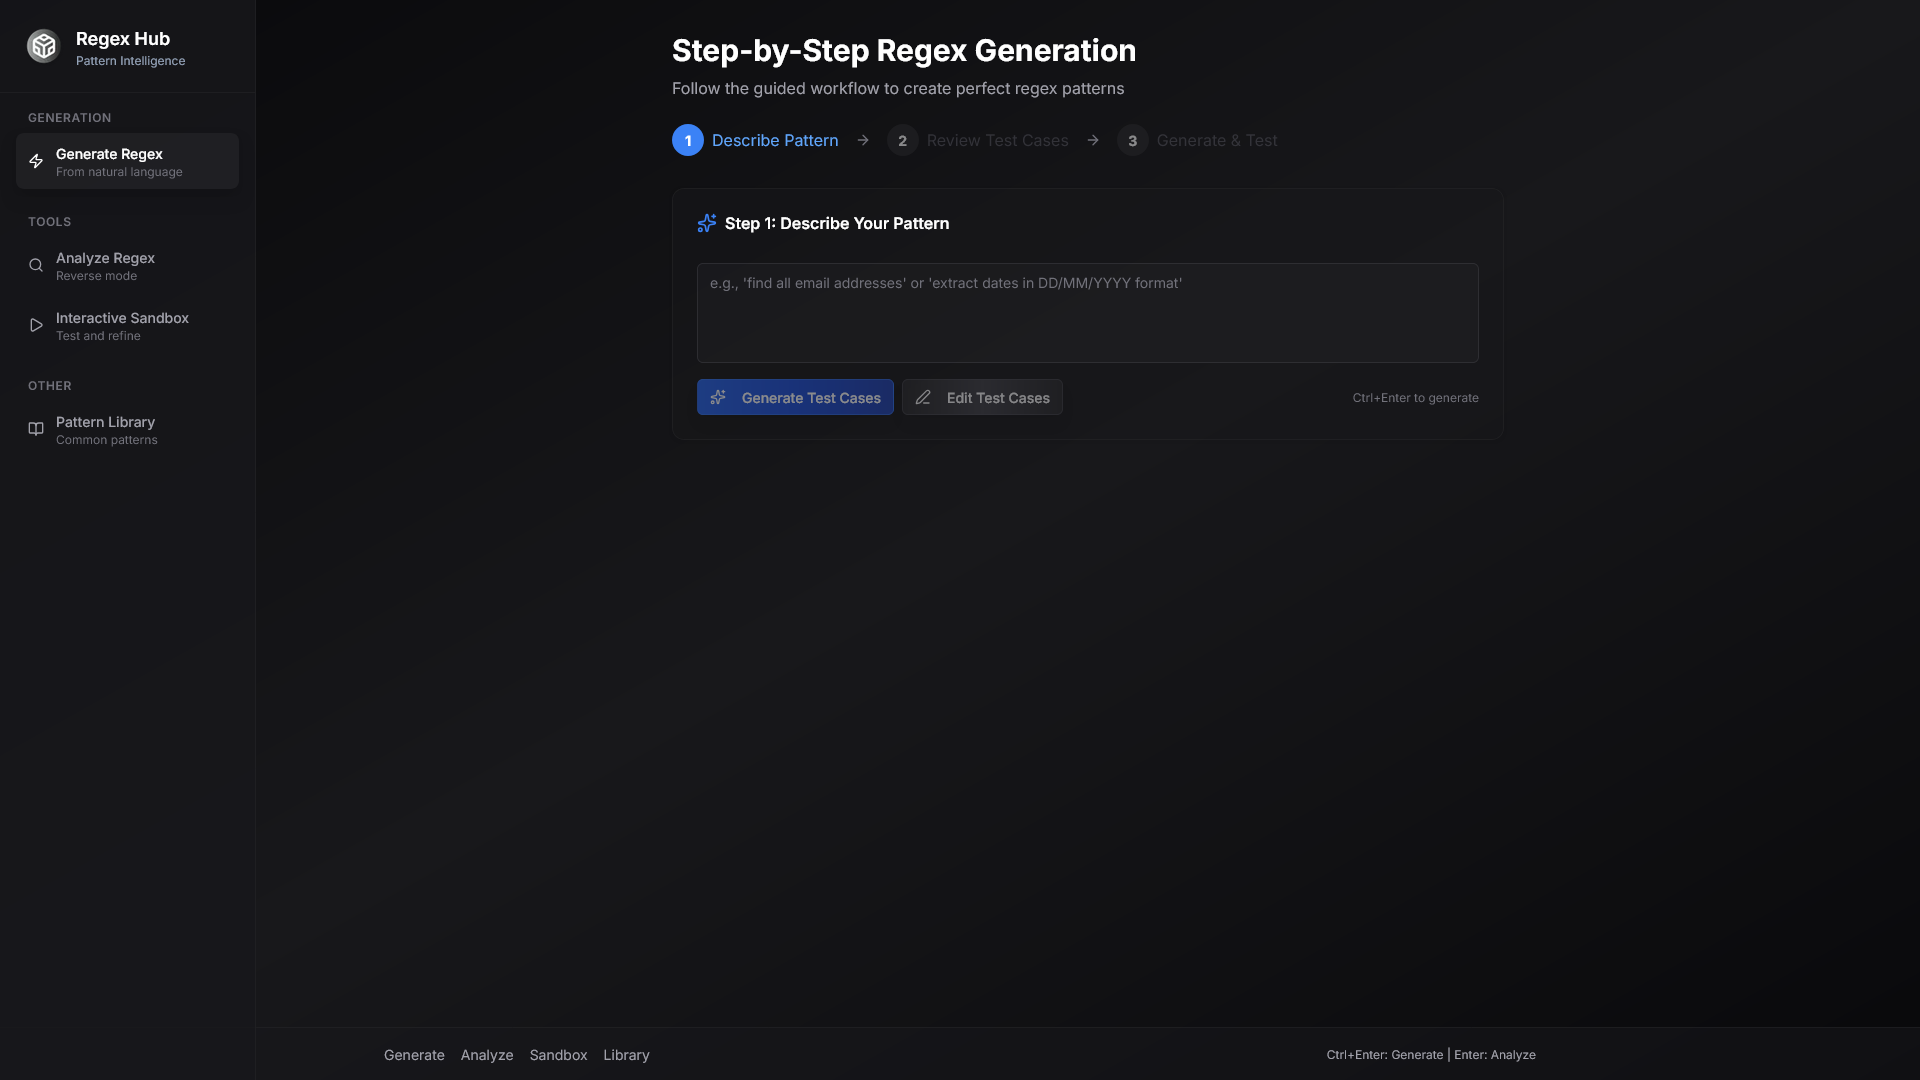 Regex Hub
Pattern Intelligence
GENERATION
Generate Regex
From natural language
TOOLS
Analyze Regex
Reverse mode
Interactive Sandbox
Test and refine
OTHER
Pattern Library
Common patterns
Step-by-Step Regex Generation
Follow the guided workflow to create perfect regex patterns
1 Describe Pattern → 2 Review Test Cases → 3 Generate & Test
Step 1: Describe Your Pattern
e.g., 'find all email addresses' or 'extract dates in DD/MM/YYYY format'
Generate Test Cases Edit Test Cases Ctrl+Enter to generate
Generate Analyze Sandbox Library Ctrl+Enter: Generate | Enter: Analyze